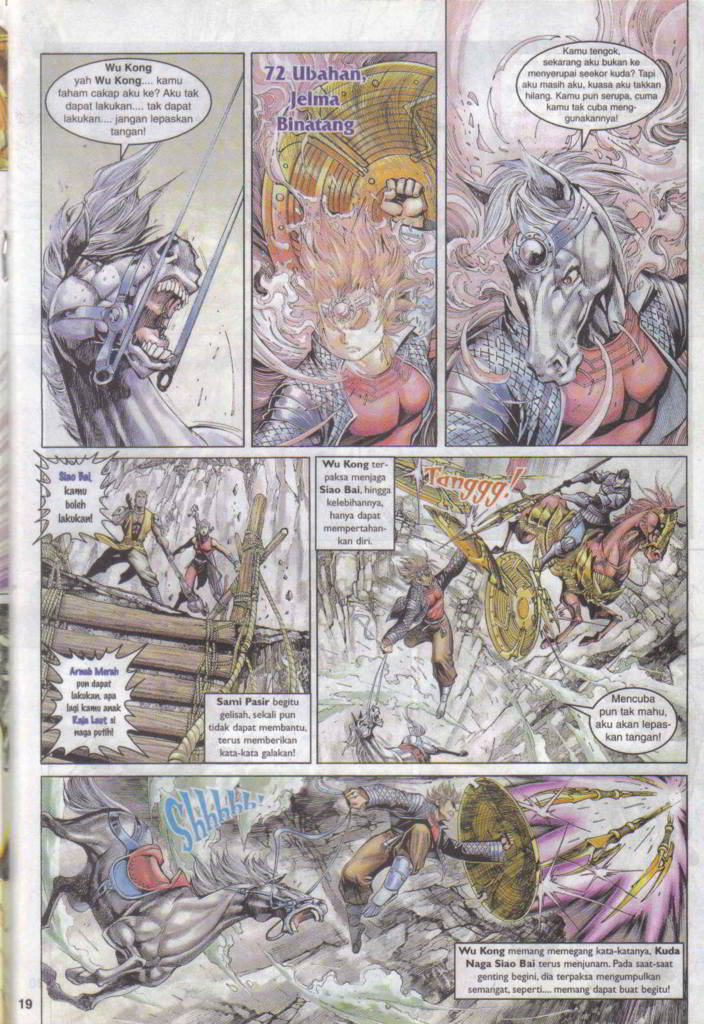 Wu Kong
yah Wu Kong.... kamu
faham cakap aku ke? Aku tak
dapat lakukan.... tak dapat
lakukan.... jangan lepaskan
tangan!
72 Ubahan,
Jelma
Binatang
Kamu tengok,
sekarang aku bukan ke
menyerupai seekor kuda? Tapi
aku masih aku, kuasa aku takkan
hilang. Kamu pun serupa, cuma
kamu tak cuba meng-
gunakannya!
Siao Bai,
kamu
boleh
lakukan!
Arnab Merah
pun dapat
lakukan, apa
lagi kamu anak
Raja Laut si
naga putih!
Sami Pasir begitu
gelisah, sekali pun
tidak dapat membantu,
terus memberikan
kata-kata galakan!
Wu Kong ter-
paksa menjaga
Siao Bai, hingga
kelebihannya,
hanya dapat
mempertahan-
kan diri.
Tanggg!
Mencuba
pun tak mahu,
aku akan lepas-
kan tangan!
Shhhhh!
Wu Kong memang memegang kata-katanya, Kuda
Naga Siao Bai terus menjunam. Pada saat-saat
genting begini, dia terpaksa mengumpulkan
semangat, seperti.... memang dapat buat begitu!
19